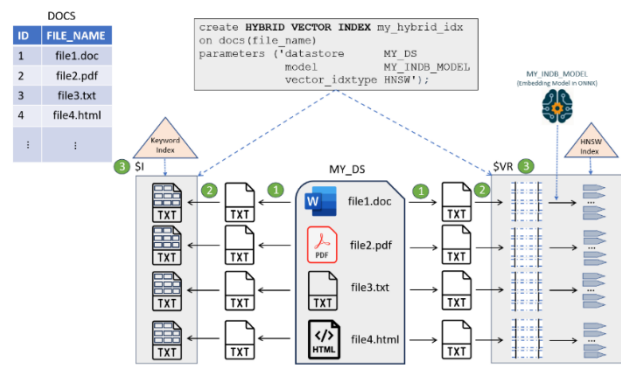 DOCS
ID FILE_NAME
1 file1.doc
2 file2.pdf
3 file3.txt
4 file4.html
⋮ ⋮
create HYBRID VECTOR INDEX my_hybrid_idx
on docs(file_name)
parameters ('datastore MY_DS
model MY_INDB_MODEL
vector_idxtype HNSW');
MY_INDB_MODEL
(Embedding Model in ONNX)
Keyword
Index
HNSW
Index
3 $I
MY_DS
$VR 3
2 1 1 2
TXT TXT W file1.doc TXT ...
TXT TXT PDF file2.pdf TXT ...
TXT TXT TXT file3.txt TXT ...
TXT TXT </> HTML file4.html TXT ...